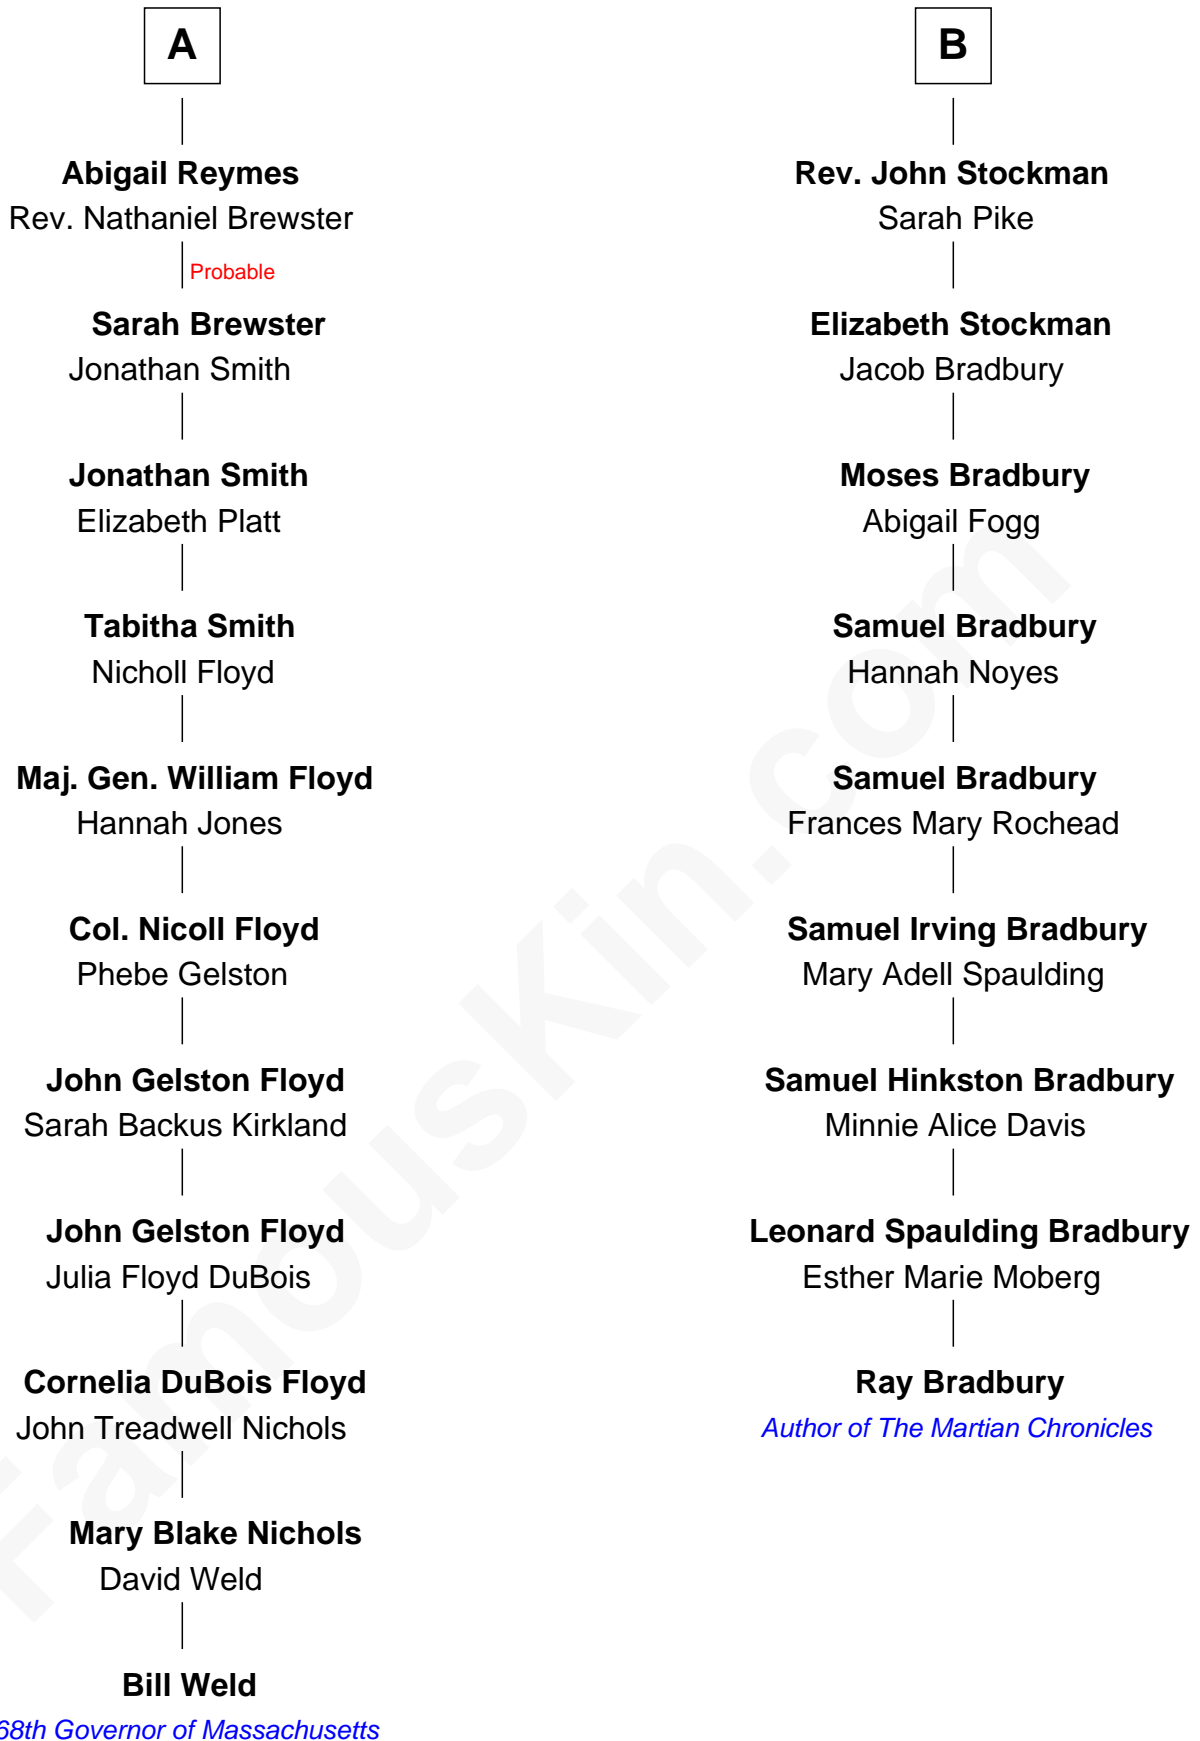 A
Abigail Reymes
Rev. Nathaniel Brewster
Probable
Sarah Brewster
Jonathan Smith
Jonathan Smith
Elizabeth Platt
Tabitha Smith
Nicholl Floyd
Maj. Gen. William Floyd
Hannah Jones
Col. Nicoll Floyd
Phebe Gelston
John Gelston Floyd
Sarah Backus Kirkland
John Gelston Floyd
Julia Floyd DuBois
Cornelia DuBois Floyd
John Treadwell Nichols
Mary Blake Nichols
David Weld
Bill Weld
68th Governor of Massachusetts
B
Rev. John Stockman
Sarah Pike
Elizabeth Stockman
Jacob Bradbury
Moses Bradbury
Abigail Fogg
Samuel Bradbury
Hannah Noyes
Samuel Bradbury
Frances Mary Rochead
Samuel Irving Bradbury
Mary Adell Spaulding
Samuel Hinkston Bradbury
Minnie Alice Davis
Leonard Spaulding Bradbury
Esther Marie Moberg
Ray Bradbury
Author of The Martian Chronicles
FamousKin.com